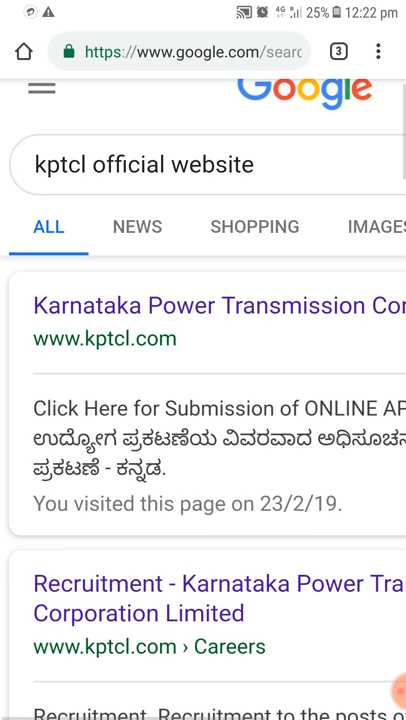 4G
25%
12:22 pm
https://www.google.com/searc
3
Google
kptcl official website
ALL NEWS SHOPPING IMAGES
Karnataka Power Transmission Cor
www.kptcl.com
Click Here for Submission of ONLINE AP
ಉದ್ಯೋಗ ಪ್ರಕಟಣೆಯ ವಿವರವಾದ ಅಧಿಸೂಚನ
ಪ್ರಕಟಣೆ - ಕನ್ನಡ.
You visited this page on 23/2/19.
Recruitment - Karnataka Power Tra
Corporation Limited
www.kptcl.com › Careers
Recruitment. Recruitment to the posts o